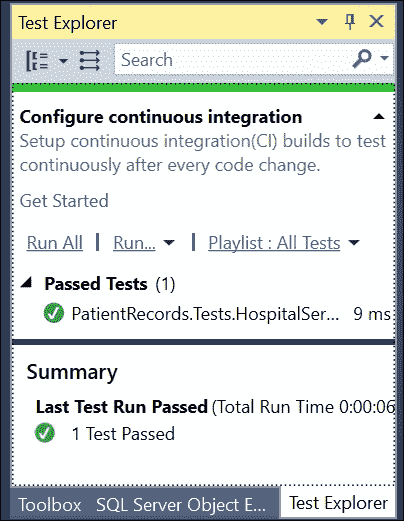 Test Explorer
Search
Configure continuous integration
Setup continuous integration(CI) builds to test
continuously after every code change.
Get Started
Run All | Run... | Playlist : All Tests
Passed Tests (1)
PatientRecords.Tests.HospitalSer... 9 ms
Summary
Last Test Run Passed (Total Run Time 0:00:06
1 Test Passed
Toolbox SQL Server Object E... Test Explorer